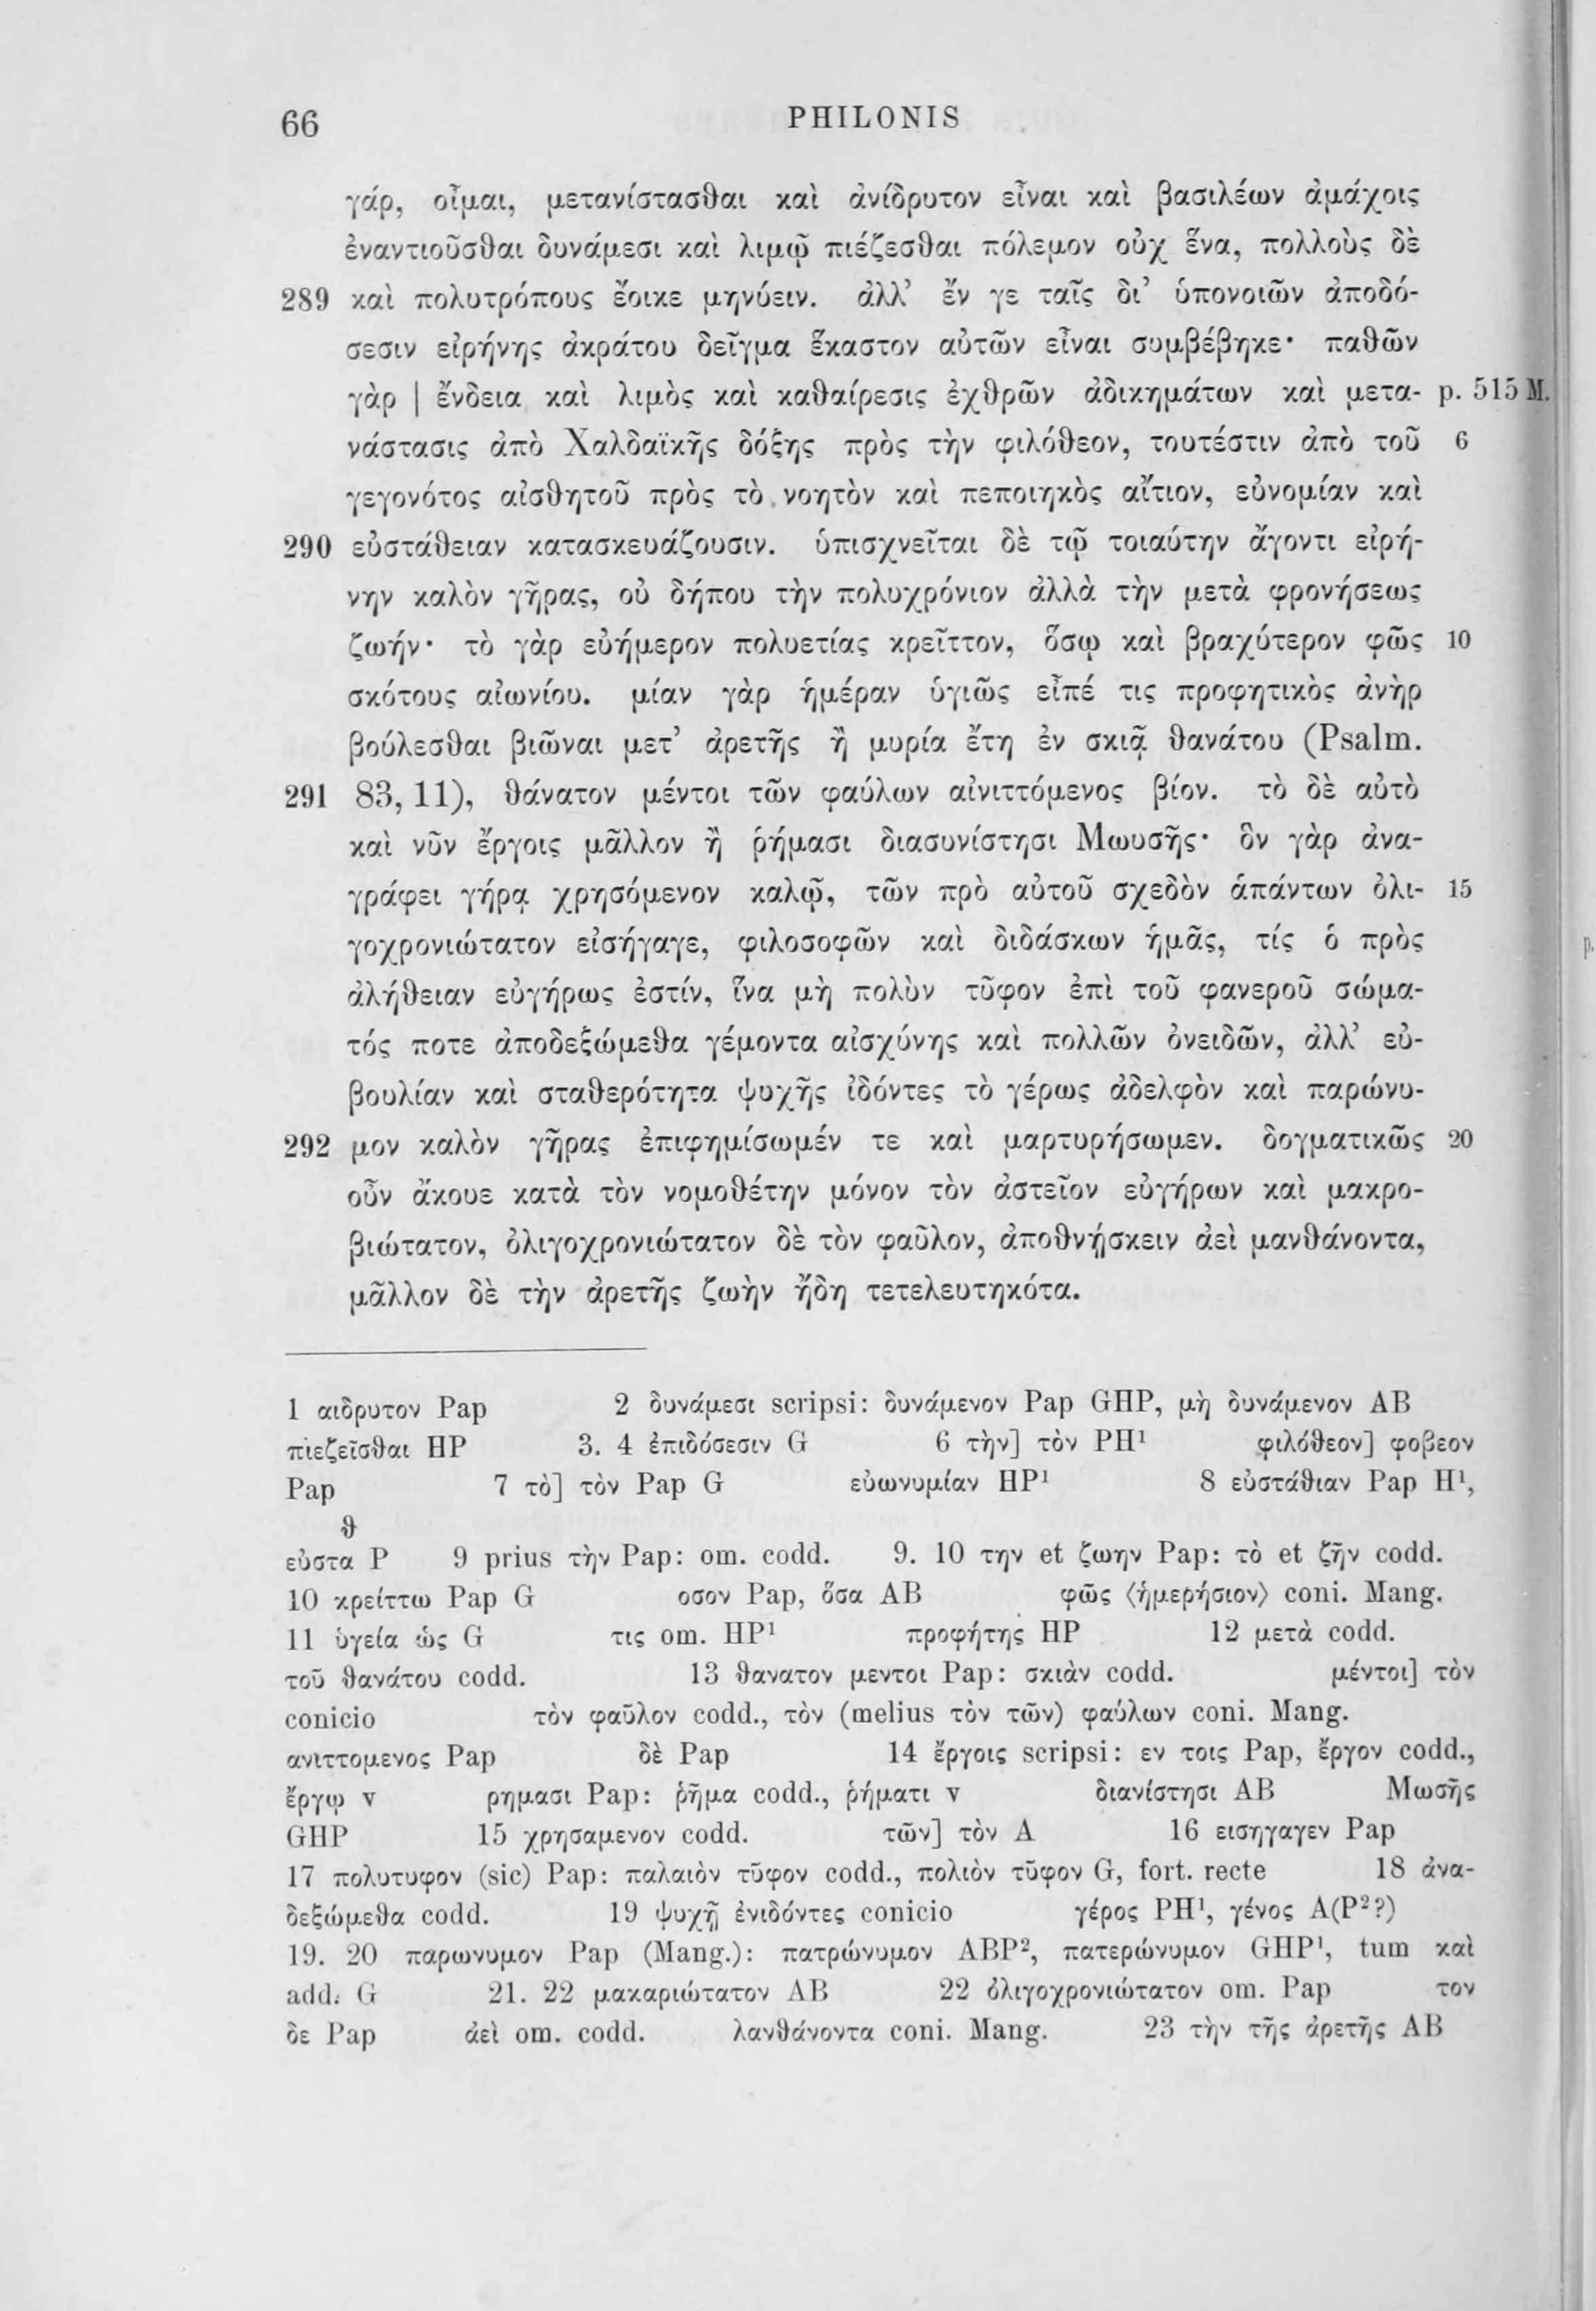 66 PHILONIS
γάρ, οἶμαι, μετανίστασθαι καὶ ἀνίδρυτον εἶναι καὶ βασιλέων ἀμάχοις
ἐναντιοῦσθαι δυνάμεσι καὶ λιμῷ πιέζεσθαι πόλεμον οὐχ ἕνα, πολλοὺς δὲ
289 καὶ πολυτρόπους ἔοικε μηνύειν. ἀλλ’ ἔν γε ταῖς δι’ ὑπονοιῶν ἀποδό-
σεσιν εἰρήνης ἀκράτου δεῖγμα ἕκαστον αὐτῶν εἶναι συμβέβηκε· παθῶν
γὰρ | ἔνδεια καὶ λιμὸς καὶ καθαίρεσις ἐχθρῶν ἀδικημάτων καὶ μετα- p. 515 M.
νάστασις ἀπὸ Χαλδαϊκῆς δόξης πρὸς τὴν φιλόθεον, τουτέστιν ἀπὸ τοῦ 6
γεγονότος αἰσθητοῦ πρὸς τὸ νοητὸν καὶ πεποιηκὸς αἴτιον, εὐνομίαν καὶ
290 εὐστάθειαν κατασκευάζουσιν. ὑπισχνεῖται δὲ τῷ τοιαύτην ἄγοντι εἰρή-
νην καλὸν γῆρας, οὐ δήπου τὴν πολυχρόνιον ἀλλὰ τὴν μετὰ φρονήσεως
ζωήν· τὸ γὰρ εὐήμερον πολυετίας κρεῖττον, ὅσῳ καὶ βραχύτερον φῶς 10
σκότους αἰωνίου. μίαν γὰρ ἡμέραν ὑγιῶς εἶπέ τις προφητικὸς ἀνὴρ
βούλεσθαι βιῶναι μετ’ ἀρετῆς ἢ μυρία ἔτη ἐν σκιᾷ θανάτου (Psalm.
291 83, 11), θάνατον μέντοι τῶν φαύλων αἰνιττόμενος βίον. τὸ δὲ αὐτὸ
καὶ νῦν ἔργοις μᾶλλον ἢ ῥήμασι διασυνίστησι Μωυσῆς· ὃν γὰρ ἀνα-
γράφει γήρᾳ χρησόμενον καλῷ, τῶν πρὸ αὐτοῦ σχεδὸν ἁπάντων ὀλι- 15
γοχρονιώτατον εἰσήγαγε, φιλοσοφῶν καὶ διδάσκων ἡμᾶς, τίς ὁ πρὸς
ἀλήθειαν εὐγήρως ἐστίν, ἵνα μὴ πολὺν τῦφον ἐπὶ τοῦ φανεροῦ σώμα-
τός ποτε ἀποδεξώμεθα γέμοντα αἰσχύνης καὶ πολλῶν ὀνειδῶν, ἀλλ’ εὐ-
βουλίαν καὶ σταθερότητα ψυχῆς ἰδόντες τὸ γέρως ἀδελφὸν καὶ παρώνυ-
292 μον καλὸν γῆρας ἐπιφημίσωμέν τε καὶ μαρτυρήσωμεν. δογματικῶς 20
οὖν ἄκουε κατὰ τὸν νομοθέτην μόνον τὸν ἀστεῖον εὐγήρων καὶ μακρο-
βιώτατον, ὀλιγοχρονιώτατον δὲ τὸν φαῦλον, ἀποθνῄσκειν ἀεὶ μανθάνοντα,
μᾶλλον δὲ τὴν ἀρετῆς ζωὴν ἤδη τετελευτηκότα.
1 αιδρυτον Pap 2 δυνάμεσι scripsi: δυνάμενον Pap GHP, μὴ δυνάμενον AB
πιεζεῖσθαι HP 3. 4 ἐπιδόσεσιν G 6 τὴν] τὸν PH¹ φιλόθεον] φοβεον
Pap 7 τὸ] τὸν Pap G εὐωνυμίαν HP¹ 8 εὐστάθιαν Pap H¹,
θ
εὐστα P 9 prius τὴν Pap: om. codd. 9. 10 την et ζωην Pap: τὸ et ζῆν codd.
10 κρείττω Pap G οσον Pap, ὅσα AB φῶς ⟨ἡμερήσιον⟩ coni. Mang.
11 ὑγεία ὡς G τις om. HP¹ προφήτης HP 12 μετὰ codd.
τοῦ θανάτου codd. 13 θανατον μεντοι Pap: σκιὰν codd. μέντοι] τὸν
conicio τὸν φαῦλον codd., τὸν (melius τὸν τῶν) φαύλων coni. Mang.
ανιττομενος Pap δὲ Pap 14 ἔργοις scripsi: εν τοις Pap, ἔργον codd.,
ἔργῳ v ρημασι Pap: ῥῆμα codd., ῥήματι v διανίστησι AB Μωσῆς
GHP 15 χρησαμενον codd. τῶν] τὸν A 16 εισηγαγεν Pap
17 πολυτυφον (sic) Pap: παλαιὸν τῦφον codd., πολιὸν τῦφον G, fort. recte 18 ἀνα-
δεξώμεθα codd. 19 ψυχῇ ἐνιδόντες conicio γέρος PH¹, γένος A(P²?)
19. 20 παρωνυμον Pap (Mang.): πατρώνυμον ABP², πατερώνυμον GHP¹, tum καὶ
add. G 21. 22 μακαριώτατον AB 22 ὀλιγοχρονιώτατον om. Pap τον
δε Pap ἀεὶ om. codd. λανθάνοντα coni. Mang. 23 τὴν τῆς ἀρετῆς AB